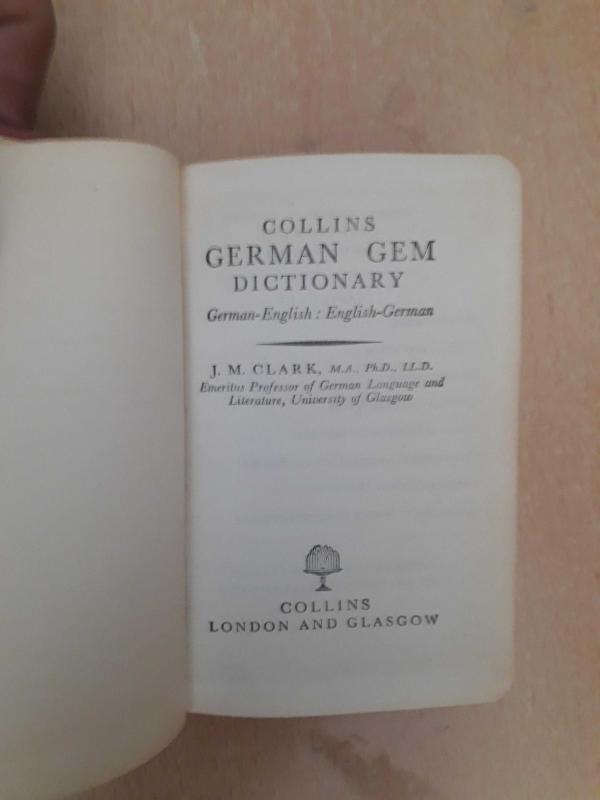 COLLINS
GERMAN GEM
DICTIONARY
German-English : English-German
J. M. CLARK, M.A., Ph.D., LL.D.
Emeritus Professor of German Language and
Literature, University of Glasgow
COLLINS
LONDON AND GLASGOW